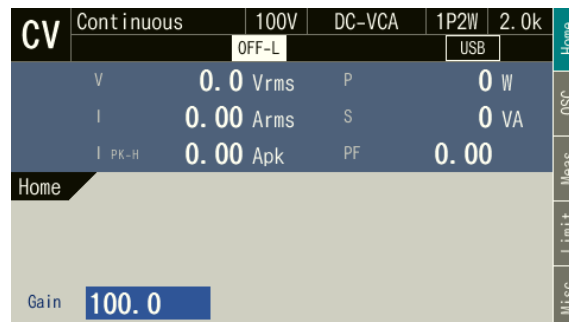 CV Continuous 100V DC-VCA 1P2W 2.0k
OFF-L USB
V 0.0 Vrms P 0 W
I 0.00 Arms S 0 VA
I PK-H 0.00 Apk PF 0.00
Home
Gain 100.0
Home
OSC
Meas
Limit
Misc